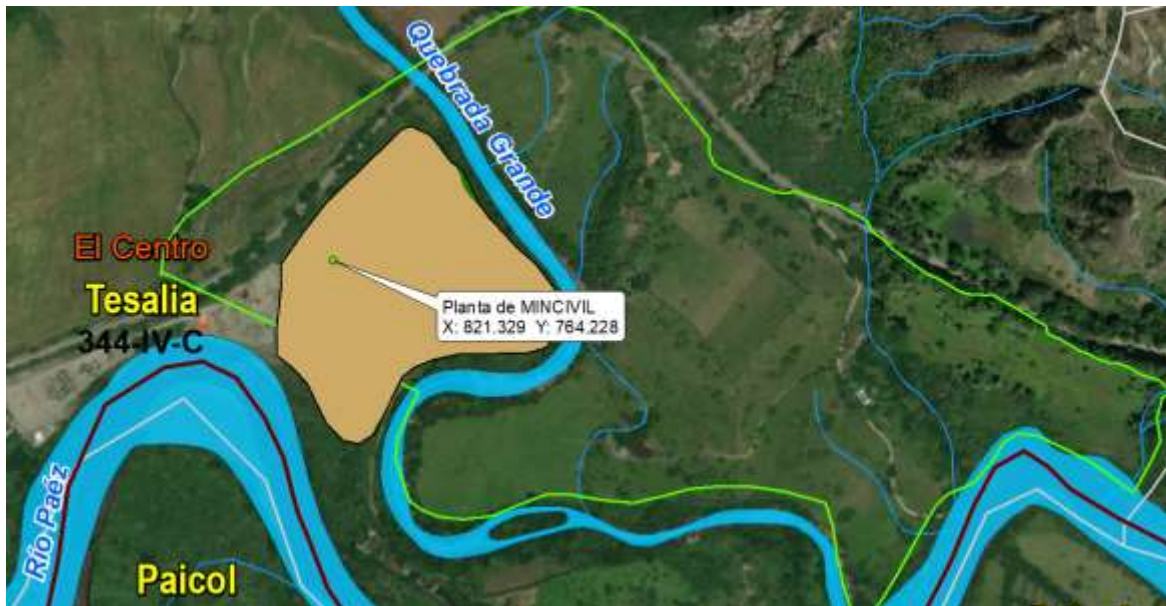 Quebrada Grande
El Centro
Tesalia
344-IV-C
Planta de MINCIVIL
X: 821.329 Y: 764.228
Río Paéz
Paicol